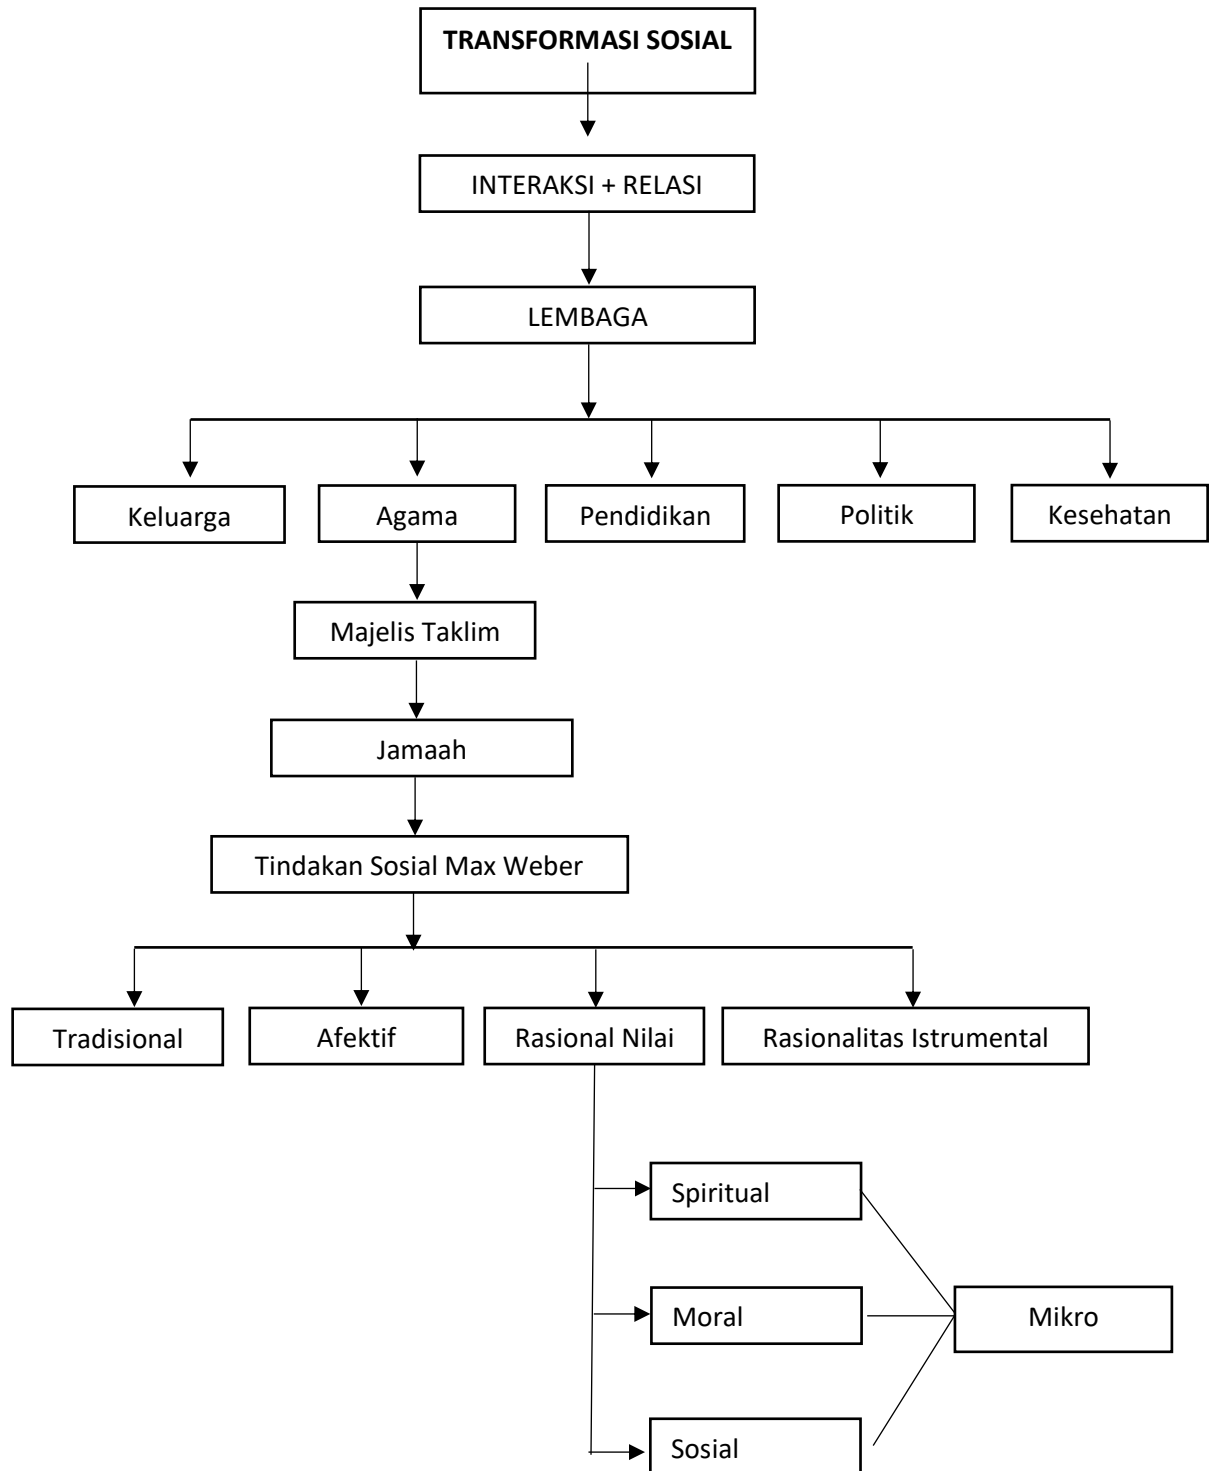 TRANSFORMASI SOSIAL
INTERAKSI + RELASI
LEMBAGA
Keluarga
Agama
Pendidikan
Politik
Kesehatan
Majelis Taklim
Jamaah
Tindakan Sosial Max Weber
Tradisional
Afektif
Rasional Nilai
Rasionalitas Istrumental
Spiritual
Moral
Mikro
Sosial